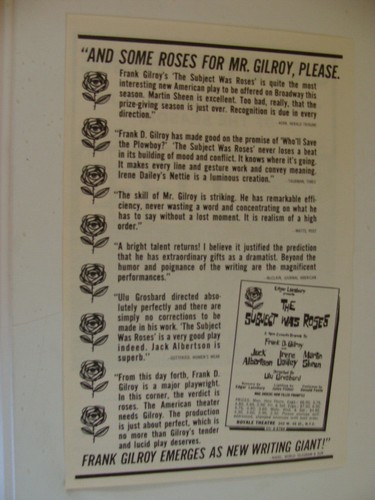 "AND SOME ROSES FOR MR. GILROY, PLEASE.
Frank Gilroy's 'The Subject Was Roses' is quite the most
interesting new American play to be offered on Broadway this
season. Martin Sheen is excellent. Too bad, really, that the
prize-giving season is just over. Recognition is due in every
direction."
"Frank D. Gilroy has made good on the promise of 'Who'll Save
the Plowboy?' 'The Subject Was Roses' never loses a beat
in its building of mood and conflict. It knows where it's going.
It makes every line and gesture work and convey meaning.
Irene Dailey's Nettie is a luminous creation."
"The skill of Mr. Gilroy is striking. He has remarkable effi-
ciency, never wasting a word and concentrating on what he
has to say without a lost moment. It is realism of a high
order."
"A bright talent returns! I believe it justified the prediction
that he has extraordinary gifts as a dramatist. Beyond the
humor and poignance of the writing are the magnificent
performances."
"Ulu Grosbard directed abso-
lutely perfectly and there are
simply no corrections to be
made in his work. 'The Subject
Was Roses' is a very good play
indeed. Jack Albertson is
superb."
"From this day forth, Frank D.
Gilroy is a major playwright.
In this corner, the verdict is
roses. The American theater
needs Gilroy. The production
is just about perfect, which is
no more than Gilroy's tender
and lucid play deserves.
Edgar Lansbury
THE
SUBJECT WAS ROSES
Frank D. Gilroy
Jack Albertson
Irene Dailey
Martin Sheen
Ulu Grosbard
ROYALE THEATRE
FRANK GILROY EMERGES AS NEW WRITING GIANT!"